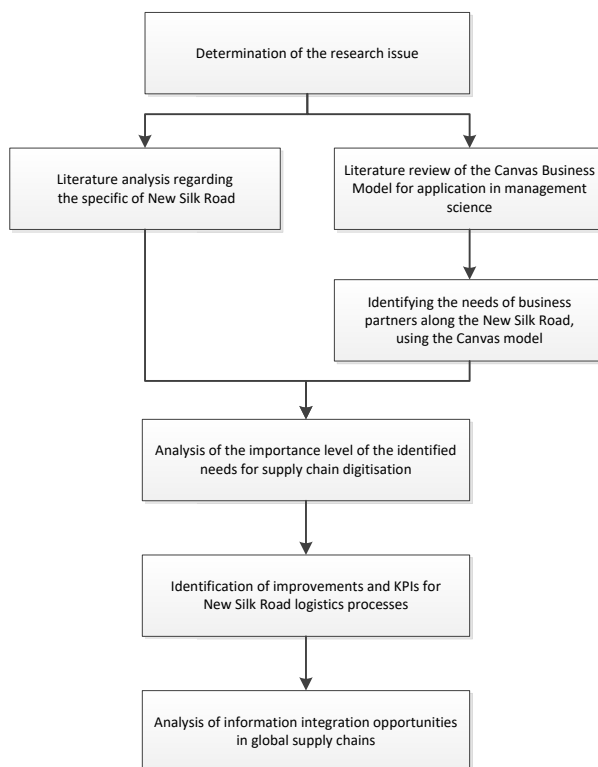 Determination of the research issue
Literature analysis regarding
the specific of New Silk Road
Literature review of the Canvas Business
Model for application in management
science
Identifying the needs of business
partners along the New Silk Road,
using the Canvas model
Analysis of the importance level of the identified
needs for supply chain digitisation
Identification of improvements and KPIs for
New Silk Road logistics processes
Analysis of information integration opportunities
in global supply chains